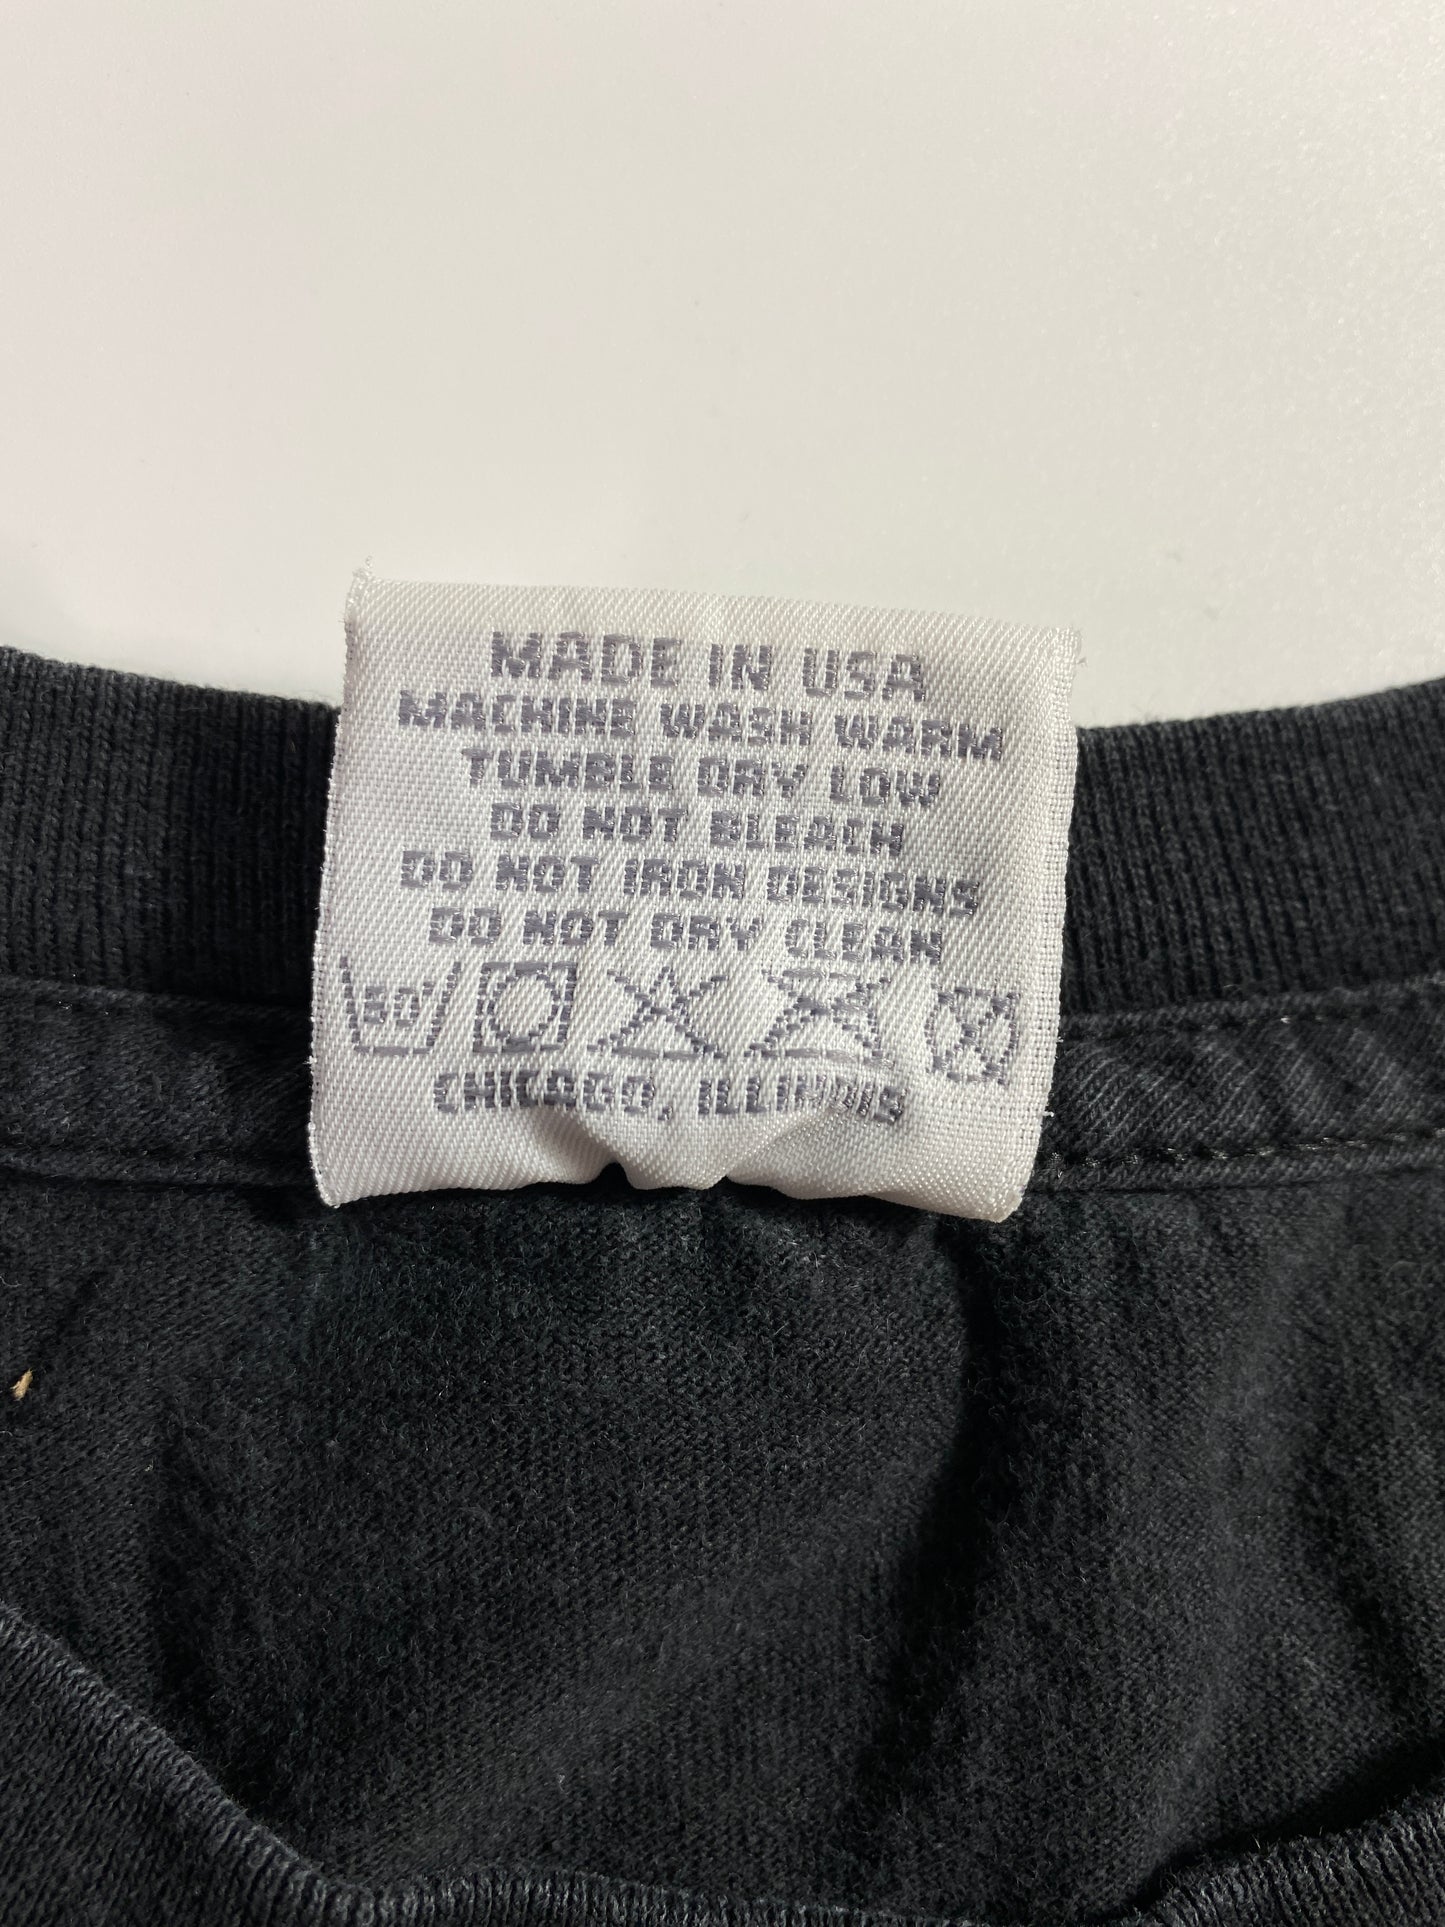 MADE IN USA
MACHINE WASH WARM
TUMBLE DRY LOW
DO NOT BLEACH
DO NOT IRON DESIGNS
DO NOT DRY CLEAN
50°
CHICAGO, ILLINOIS